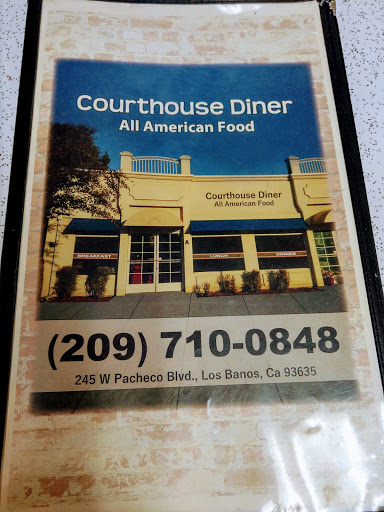 Courthouse Diner
All American Food
Courthouse Diner
All American Food
A
BREAKFAST
LUNCH
DINNER
(209) 710-0848
245 W Pacheco Blvd., Los Banos, Ca 93635